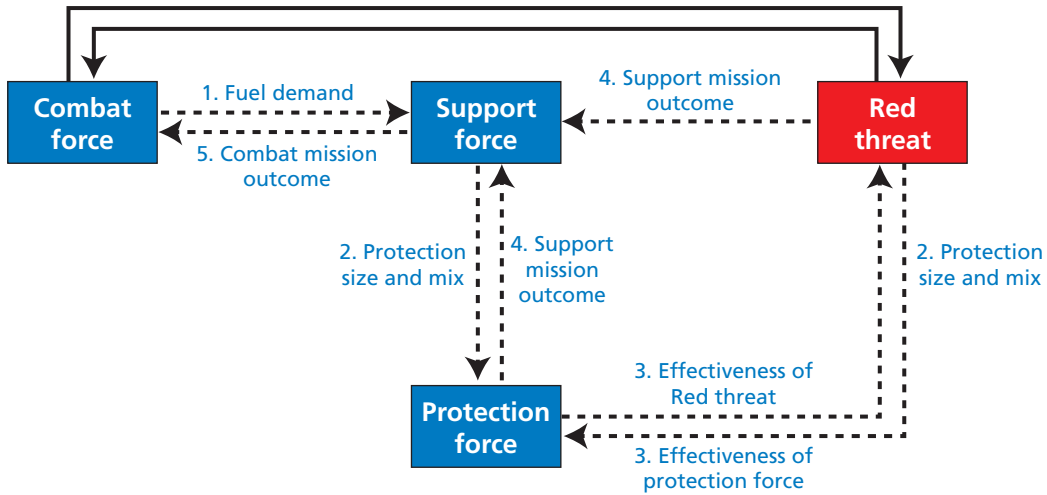 Combat
force
1. Fuel demand
5. Combat mission
outcome
Support
force
4. Support mission
outcome
Red
threat
2. Protection
size and mix
4. Support
mission
outcome
2. Protection
size and mix
Protection
force
3. Effectiveness of
Red threat
3. Effectiveness of
protection force